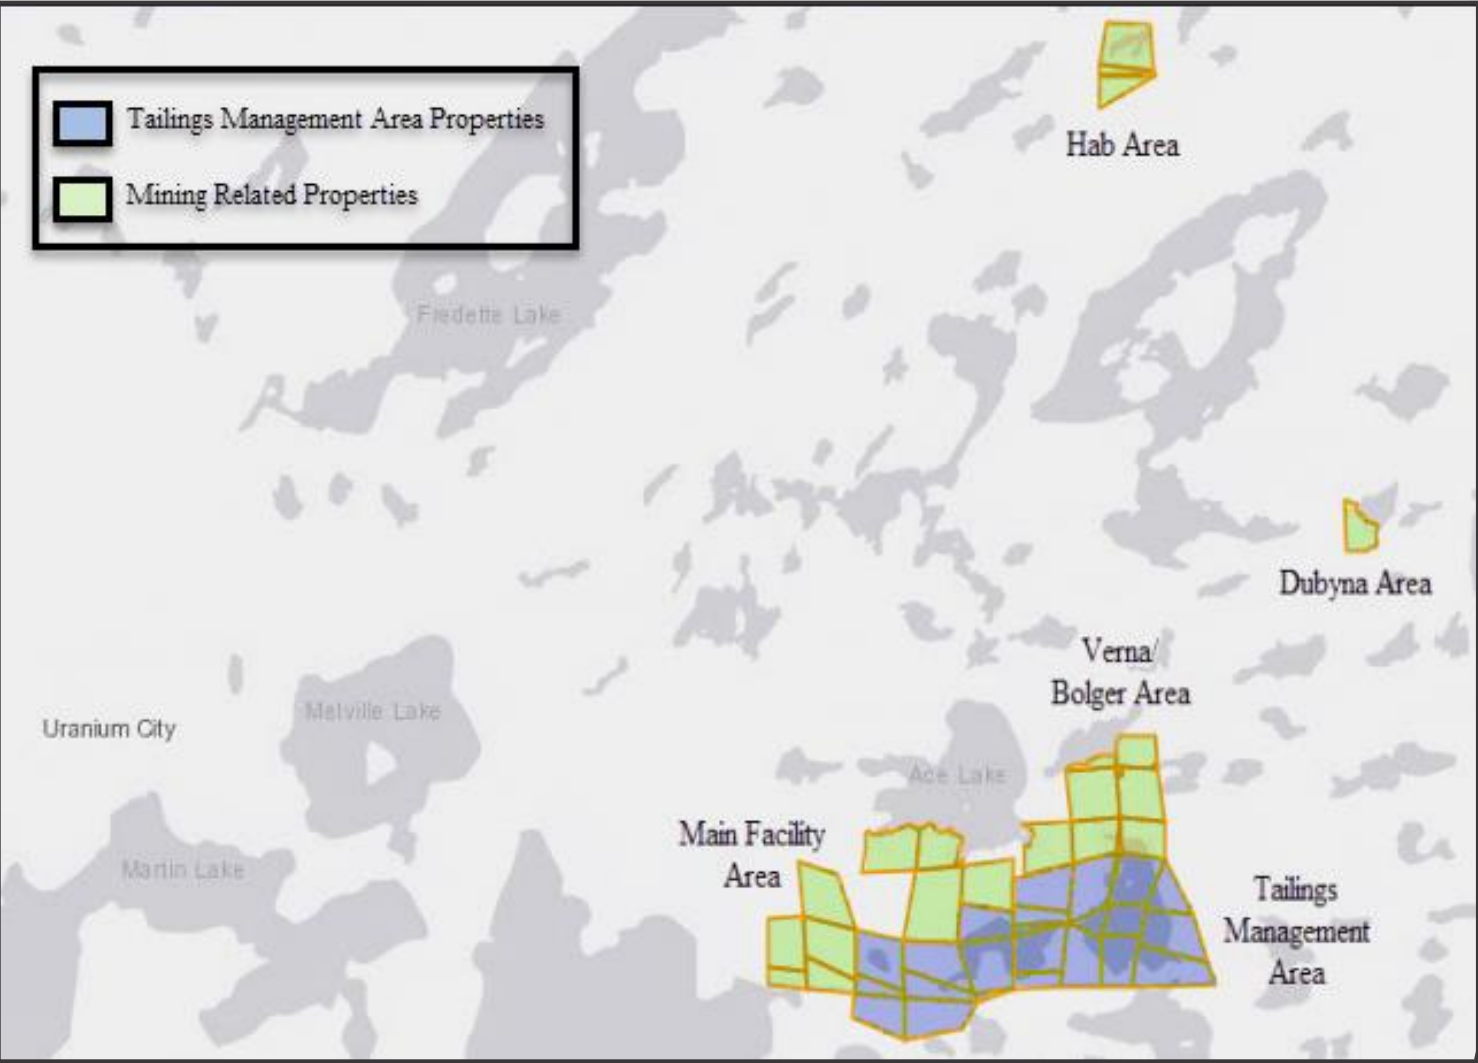 Tailings Management Area Properties
Mining Related Properties
Hab Area
Fredette Lake
Dubyna Area
Verna/
Bolger Area
Uranium City
Melville Lake
Ace Lake
Main Facility
Area
Martin Lake
Tailings
Management
Area